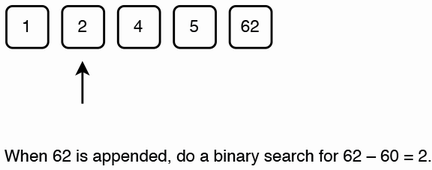 1 2 4 5 62
When 62 is appended, do a binary search for 62 – 60 = 2.